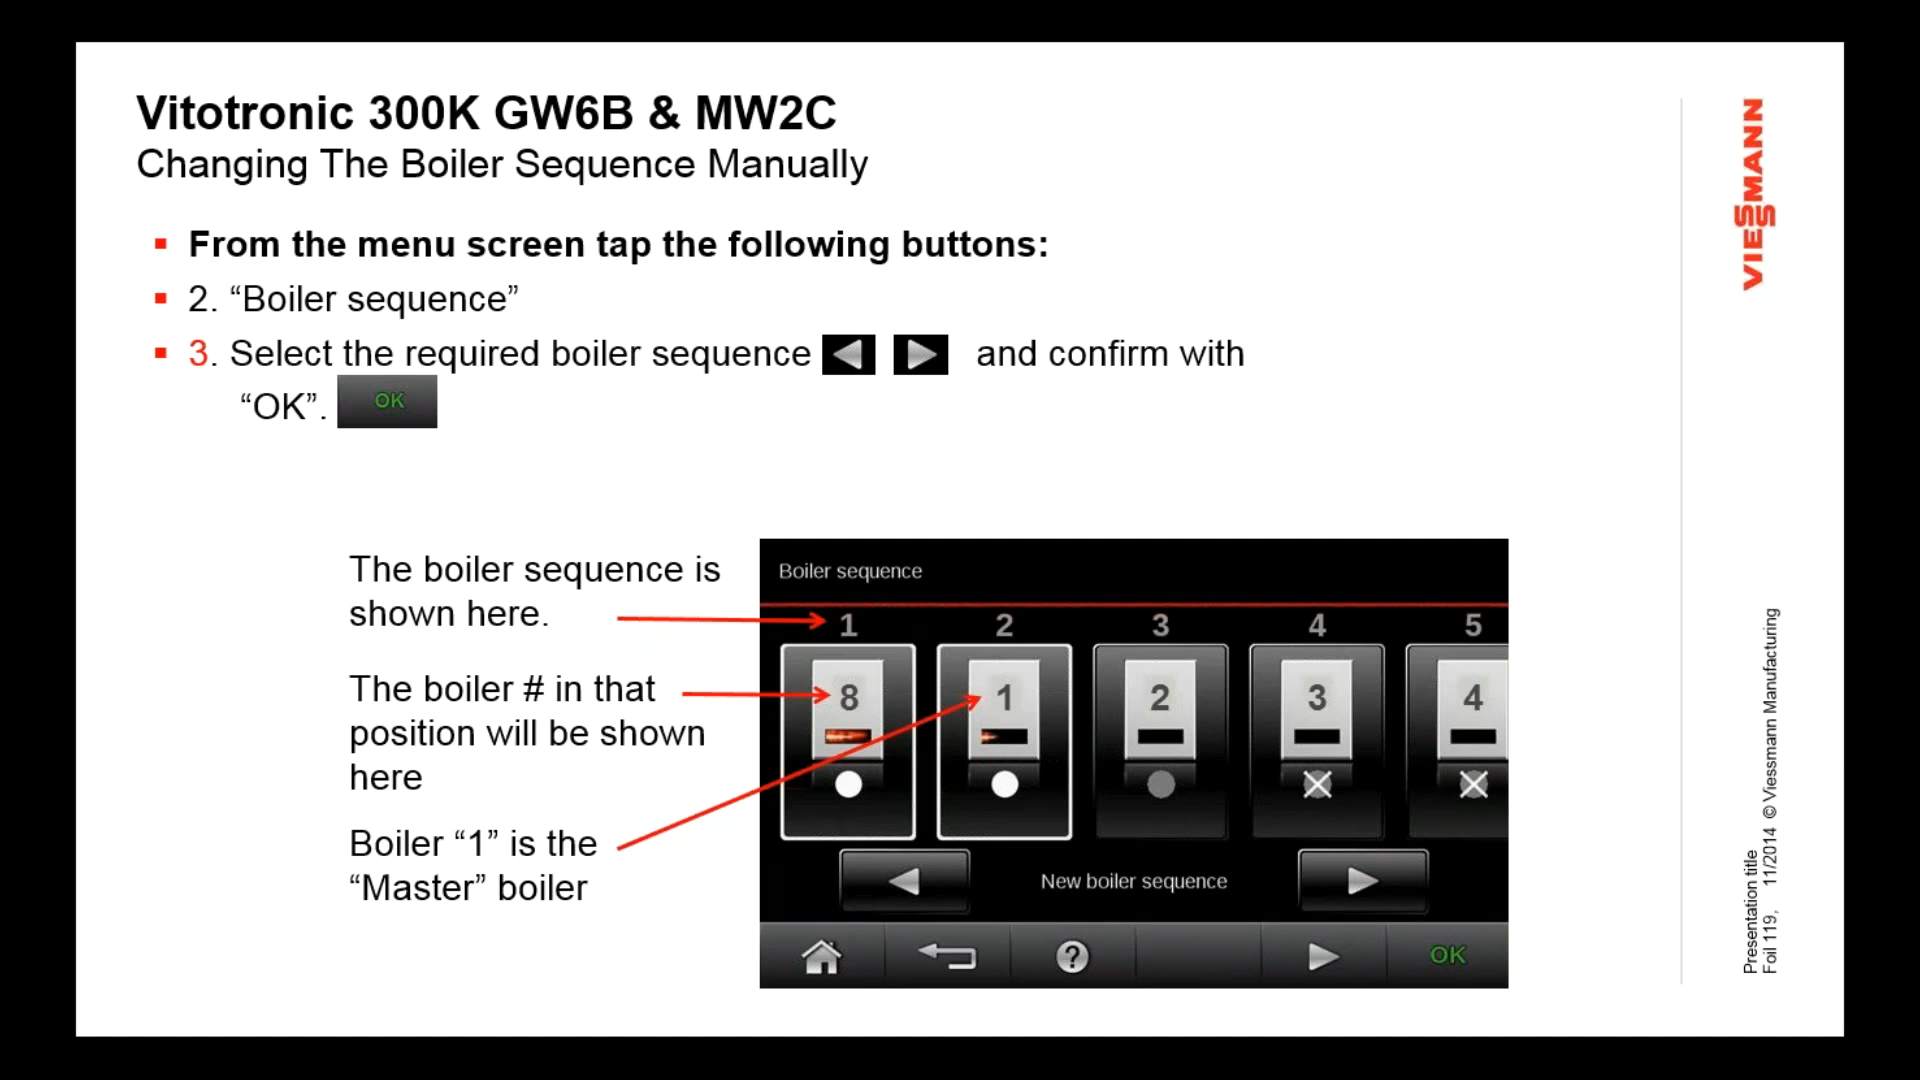 Vitotronic 300K GW6B & MW2C
Changing The Boiler Sequence Manually
From the menu screen tap the following buttons:
2. “Boiler sequence”
3. Select the required boiler sequence and confirm with
“OK”. OK
The boiler sequence is
shown here.
The boiler # in that
position will be shown
here
Boiler “1” is the
“Master” boiler
Boiler sequence
1 2 3 4 5
8 1 2 3 4
New boiler sequence
? OK
VIESSMANN
Presentation title
Foil 119, 11/2014 © Viessmann Manufacturing